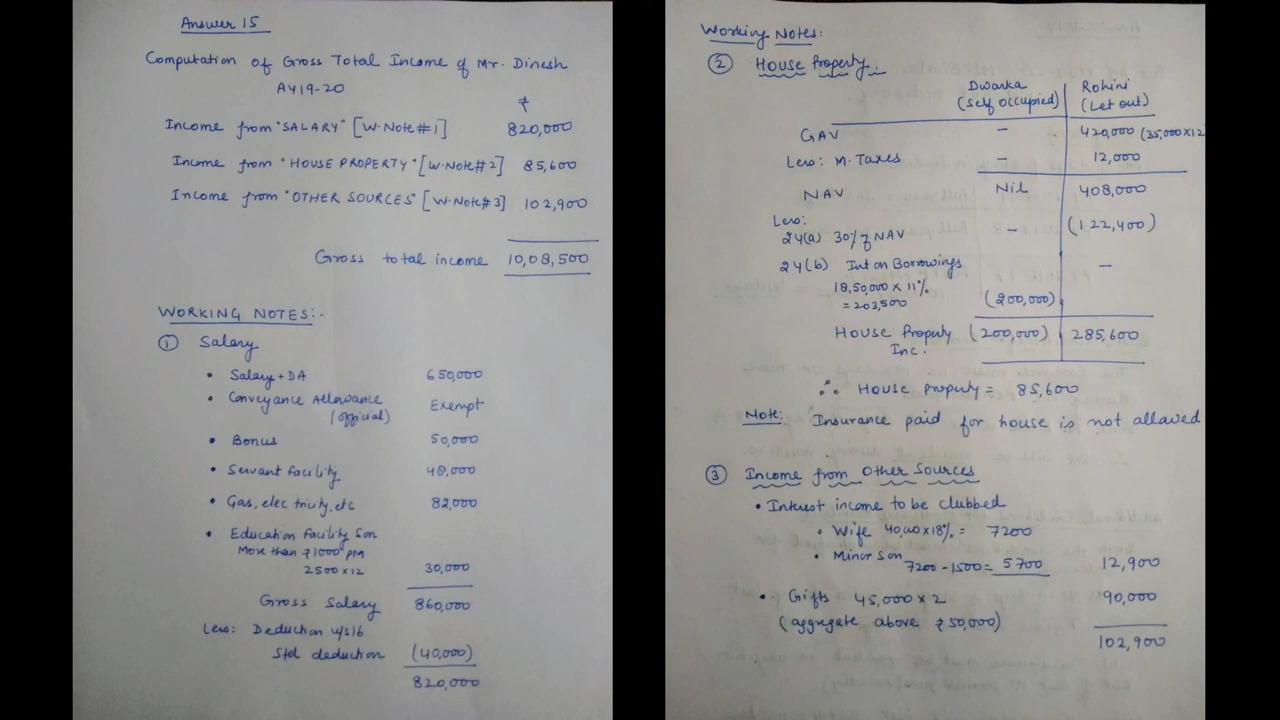 Answer 15
Computation of Gross Total Income of Mr. Dinesh
AY19-20
₹
Income from "SALARY" [W.Note#1] 820,000
Income from "HOUSE PROPERTY" [W.Note#2] 85,600
Income from "OTHER SOURCES" [W.Note#3] 102,900
Gross total income 10,08,500
WORKING NOTES:-
① Salary
• Salary + DA 650,000
• Conveyance Allowance Exempt
(official)
• Bonus 50,000
• Servant facility 48,000
• Gas, electricity, etc 82,000
• Education facility Son
More than ₹1000 pm
2500 x 12 30,000
Gross Salary 860,000
Less: Deduction u/s16
Std deduction (40,000)
820,000
Working Notes:
② House Property:
Dwarka Rohini
(Self Occupied) (Let out)
GAV – 420,000 (35,000 x 12
Less: M. Taxes – 12,000
NAV Nil 408,000
Less:
24(a) 30% of NAV – (122,400)
24(b) Int on Borrowings –
18,50,000 x 11%
= 203,500 (200,000)
House Property (200,000) 285,600
Inc.
∴ House property = 85,600
Note: Insurance paid for house is not allowed
③ Income from Other Sources
• Interest income to be clubbed
• Wife 40,000 x 18% = 7200
• Minor son
7200 - 1500 = 5700 12,900
• Gifts 45,000 x 2 90,000
(aggregate above ₹50,000)
102,900